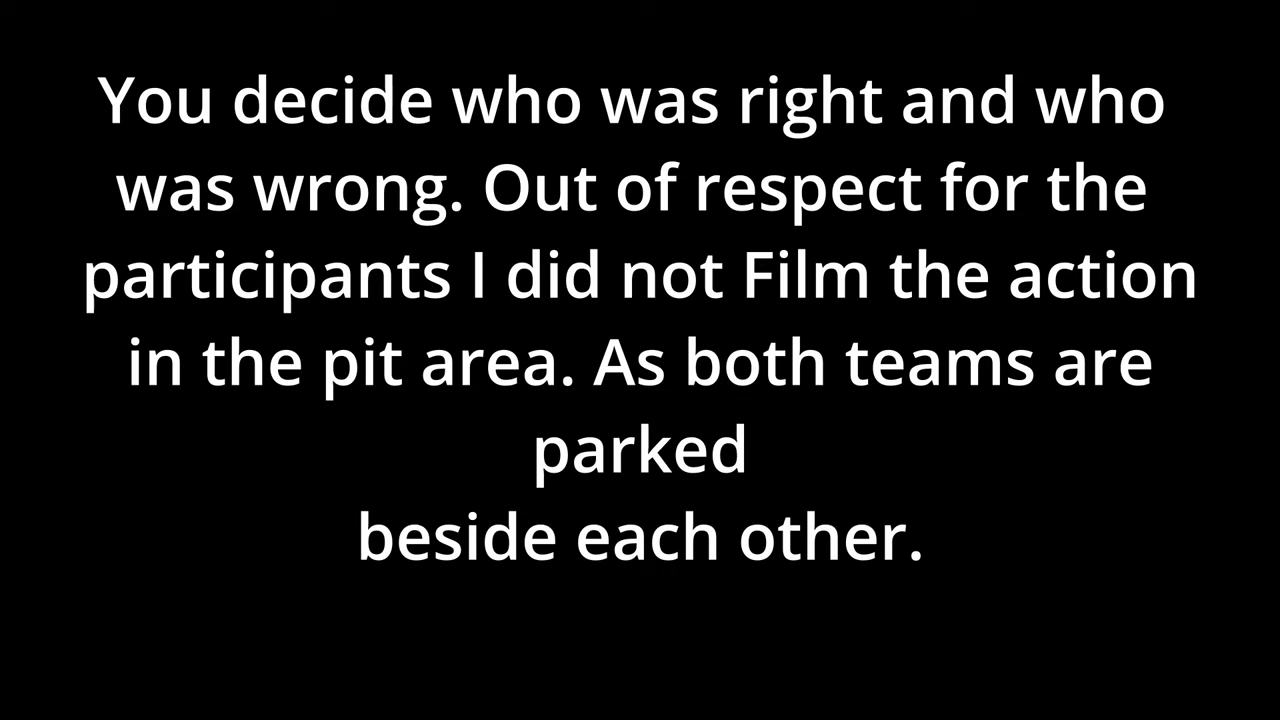 You decide who was right and who
was wrong. Out of respect for the
participants I did not Film the action
in the pit area. As both teams are
parked
beside each other.